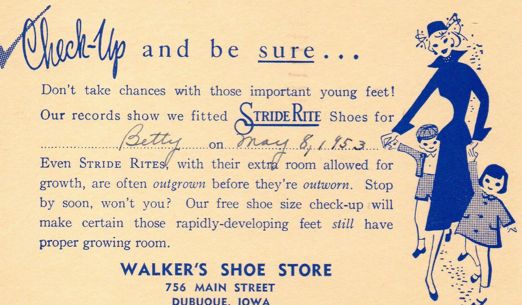 Check-Up and be sure...
Don't take chances with those important young feet!
Our records show we fitted STRIDE RITE Shoes for
Betty on May 8, 1953
Even STRIDE RITES, with their extra room allowed for
growth, are often outgrown before they're outworn. Stop
by soon, won't you? Our free shoe size check-up will
make certain those rapidly-developing feet still have
proper growing room.
WALKER'S SHOE STORE
756 MAIN STREET
DUBUQUE, IOWA